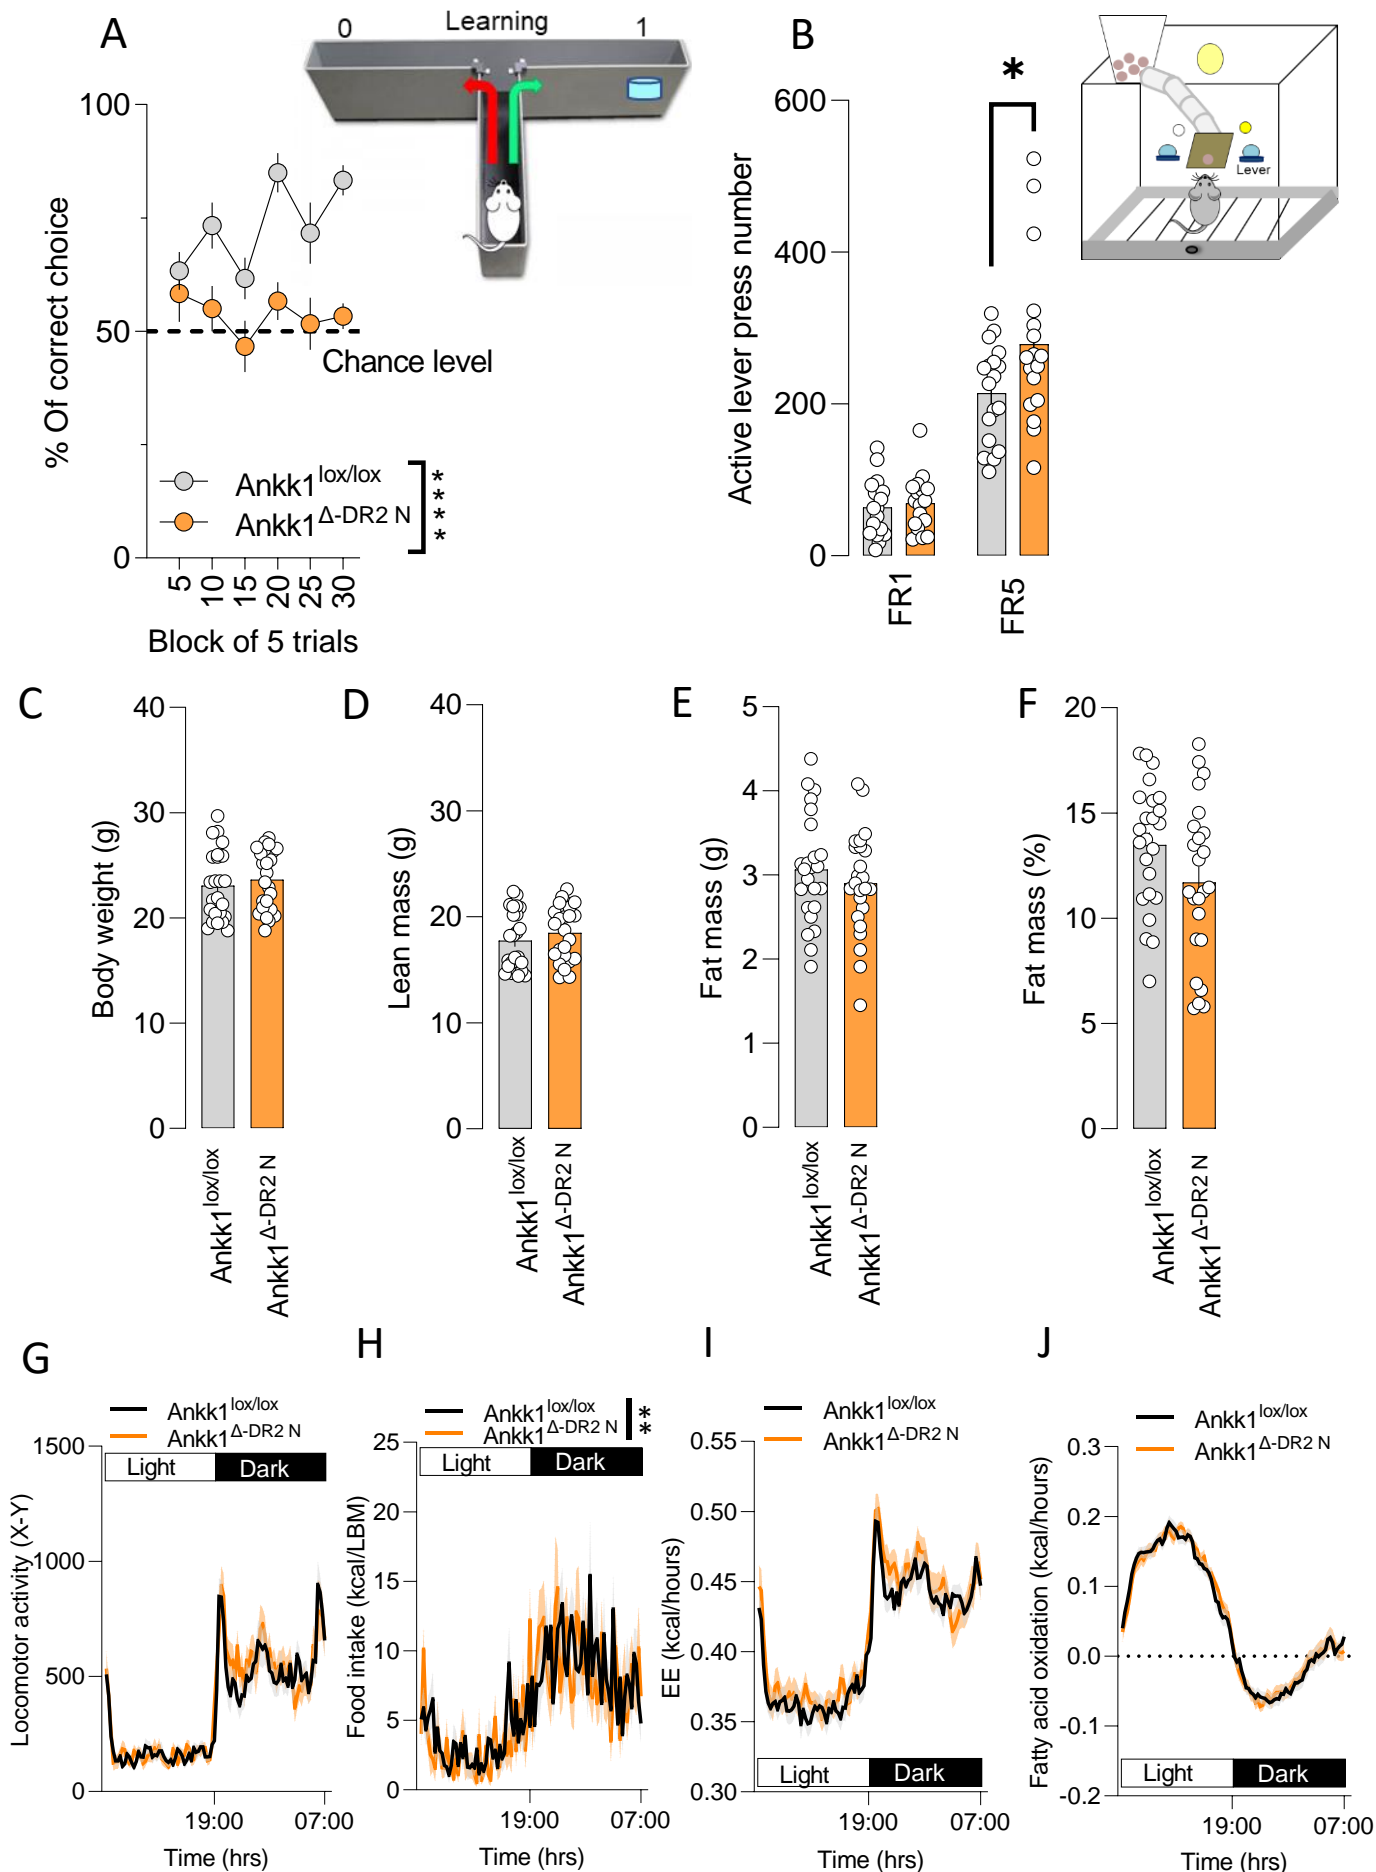 A
0 Learning 1
% Of correct choice
100
50
0
Chance level
Ankk1lox/lox
Ankk1Δ-DR2 N
****
5 10 15 20 25 30
Block of 5 trials
B
*
Lever
Active lever press number
600
400
200
0
FR1 FR5
C
Body weight (g)
40
30
20
10
0
Ankk1lox/lox
Ankk1Δ-DR2 N
D
Lean mass (g)
40
30
20
10
0
Ankk1lox/lox
Ankk1Δ-DR2 N
E
Fat mass (g)
5
4
3
2
1
0
Ankk1lox/lox
Ankk1Δ-DR2 N
F
Fat mass (%)
20
15
10
5
0
Ankk1lox/lox
Ankk1Δ-DR2 N
G
Ankk1lox/lox
Ankk1Δ-DR2 N
Light Dark
Locomotor activity (X-Y)
1500
1000
500
0
19:00 07:00
Time (hrs)
H
Ankk1lox/lox
Ankk1Δ-DR2 N
**
Light Dark
Food intake (kcal/LBM)
25
20
15
10
5
0
19:00 07:00
Time (hrs)
I
Ankk1lox/lox
Ankk1Δ-DR2 N
EE (kcal/hours)
0.55
0.50
0.45
0.40
0.35
0.30
Light Dark
19:00 07:00
Time (hrs)
J
Ankk1lox/lox
Ankk1Δ-DR2 N
Fatty acid oxidation (kcal/hours)
0.3
0.2
0.1
0.0
-0.1
-0.2
Light Dark
19:00 07:00
Time (hrs)